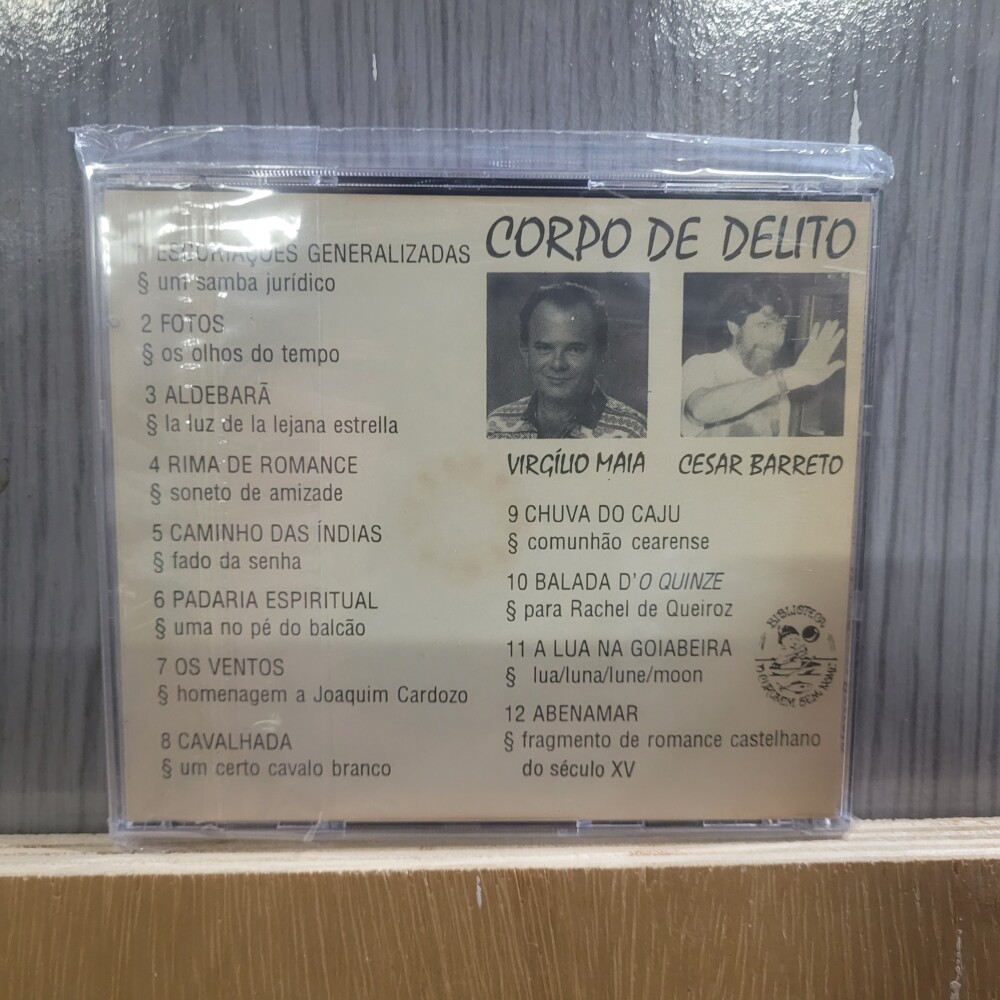 CORPO DE DELITO
1 ESCORIAÇÕES GENERALIZADAS
§ um samba jurídico
2 FOTOS
§ os olhos do tempo
3 ALDEBARÃ
§ la luz de la lejana estrella
4 RIMA DE ROMANCE
§ soneto de amizade
5 CAMINHO DAS ÍNDIAS
§ fado da senha
6 PADARIA ESPIRITUAL
§ uma no pé do balcão
7 OS VENTOS
§ homenagem a Joaquim Cardozo
8 CAVALHADA
§ um certo cavalo branco
VIRGÍLIO MAIA
CESAR BARRETO
9 CHUVA DO CAJU
§ comunhão cearense
10 BALADA D'O QUINZE
§ para Rachel de Queiroz
11 A LUA NA GOIABEIRA
§ lua/luna/lune/moon
12 ABENAMAR
§ fragmento de romance castelhano
do século XV
BIBLIOTECA